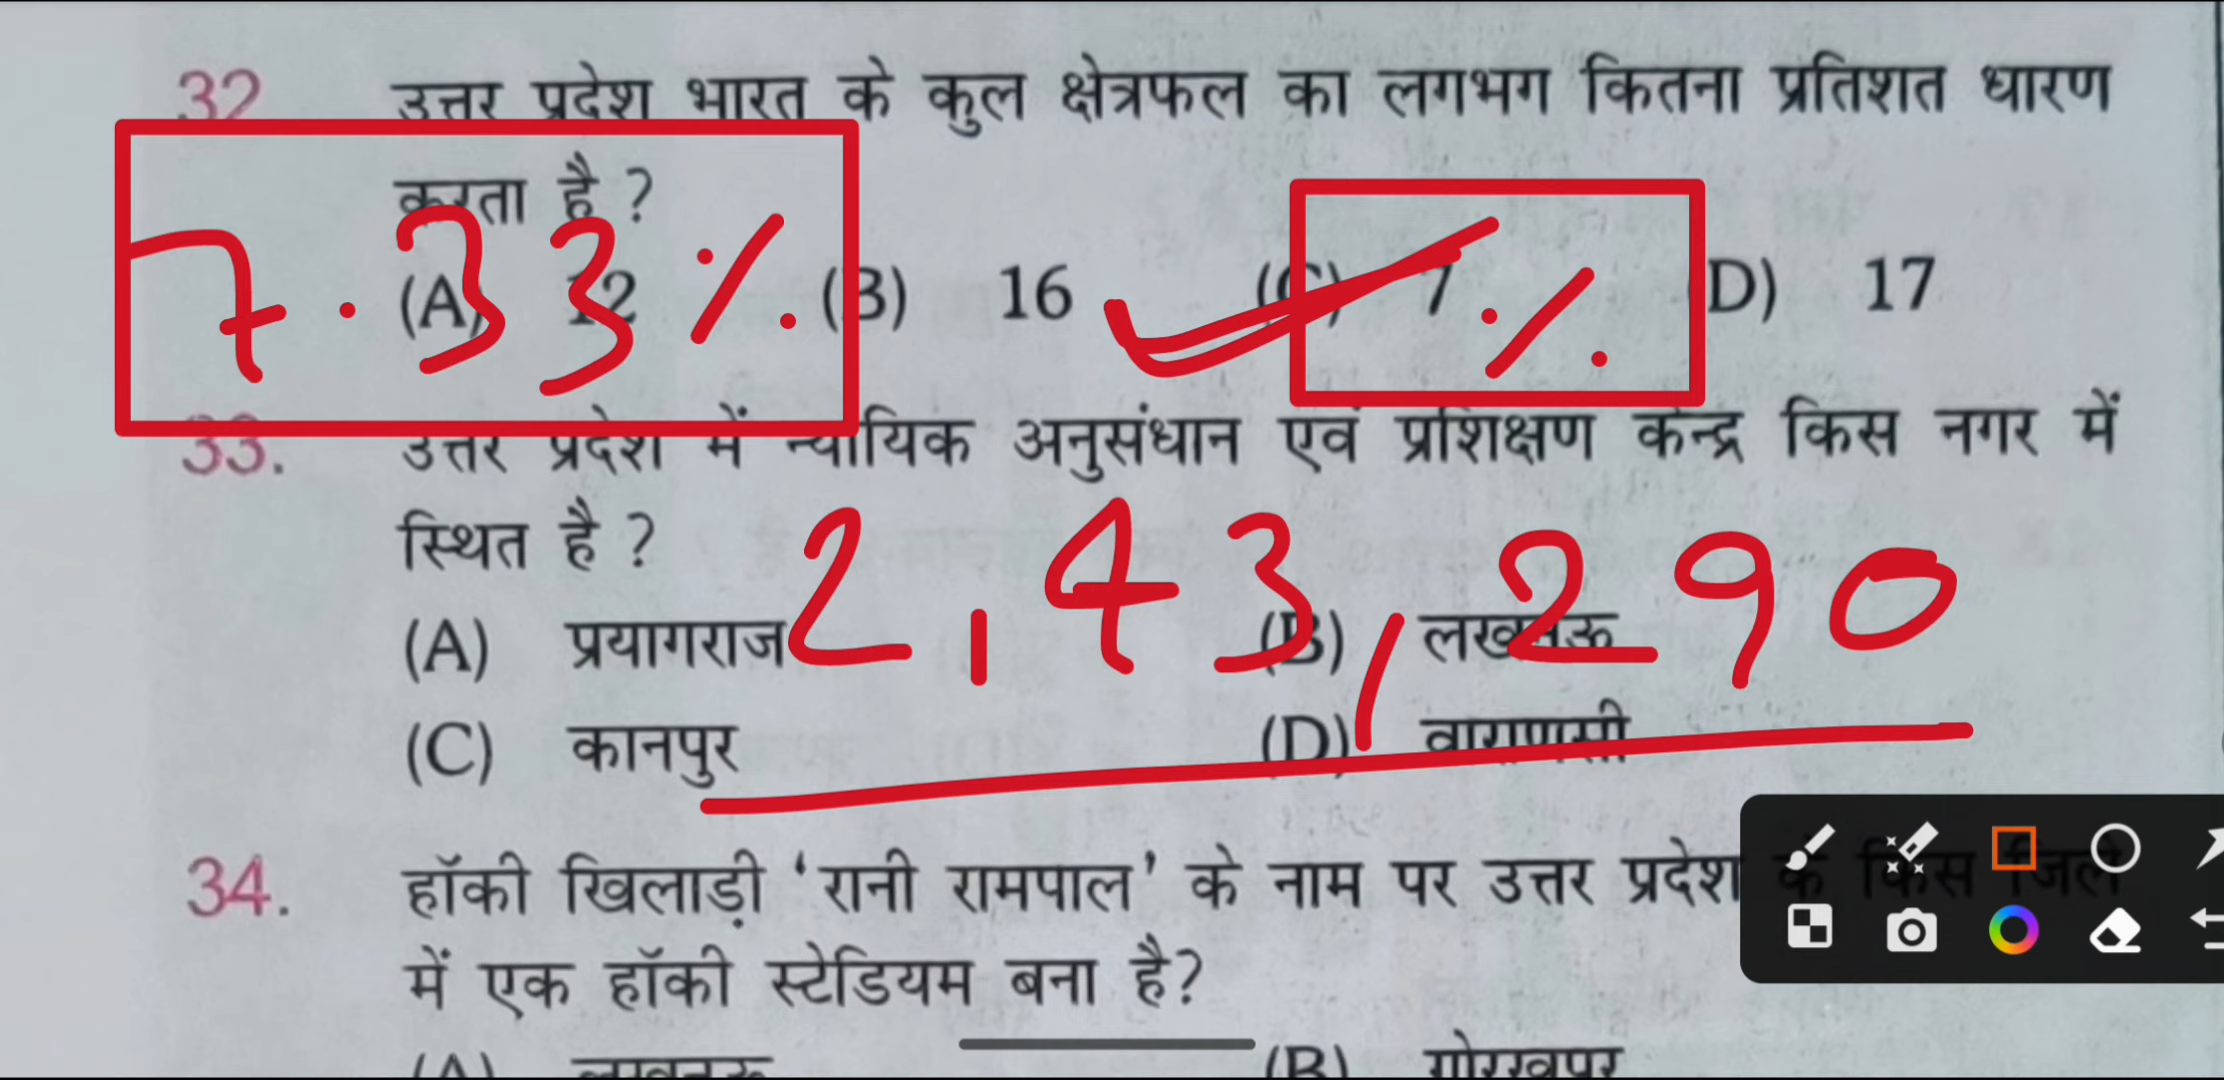 32 उत्तर प्रदेश भारत के कुल क्षेत्रफल का लगभग कितना प्रतिशत धारण
करता है ?
7.33%
(A) 12 (B) 16 (C) 7 %. (D) 17
33. उत्तर प्रदेश में न्यायिक अनुसंधान एवं प्रशिक्षण केन्द्र किस नगर में
स्थित है ?
2,43,290
(A) प्रयागराज (B) लखनऊ
(C) कानपुर (D) वाराणसी
34. हॉकी खिलाड़ी ‘रानी रामपाल’ के नाम पर उत्तर प्रदेश के किस जिले
में एक हॉकी स्टेडियम बना है?
(A) लखनऊ (B) गोरखपुर